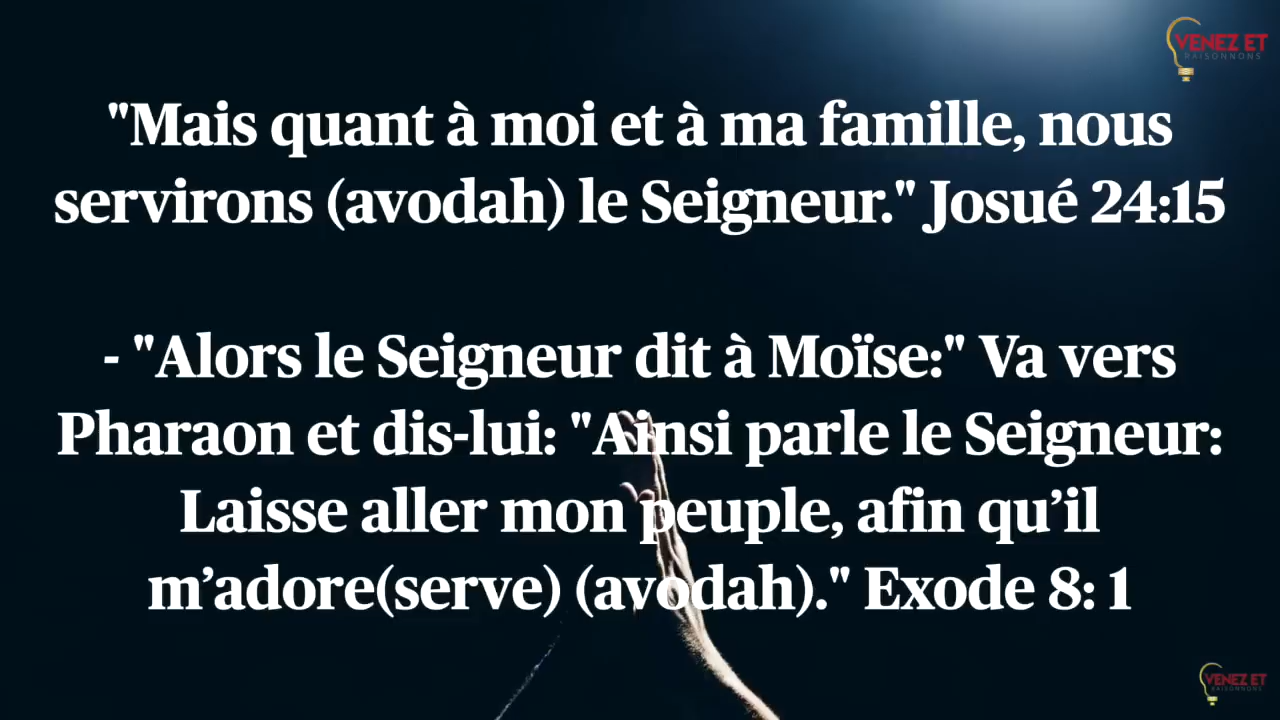 VENEZ ET
RAISONNONS
"Mais quant à moi et à ma famille, nous
servirons (avodah) le Seigneur." Josué 24:15
- "Alors le Seigneur dit à Moïse:" Va vers
Pharaon et dis-lui: "Ainsi parle le Seigneur:
Laisse aller mon peuple, afin qu’il
m’adore(serve) (avodah)." Exode 8: 1
VENEZ ET
RAISONNONS